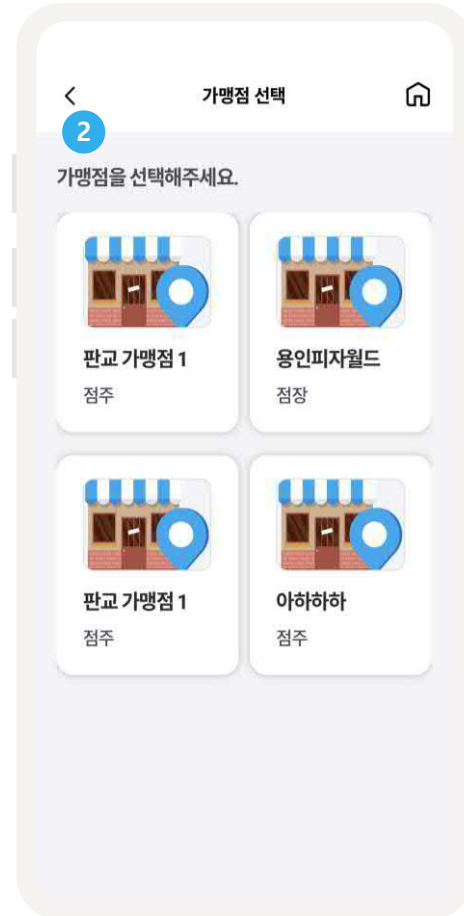 가맹점 선택
2
가맹점을 선택해주세요.
판교 가맹점 1
점주
용인피자월드
점장
판교 가맹점 1
점주
아하하하
점주